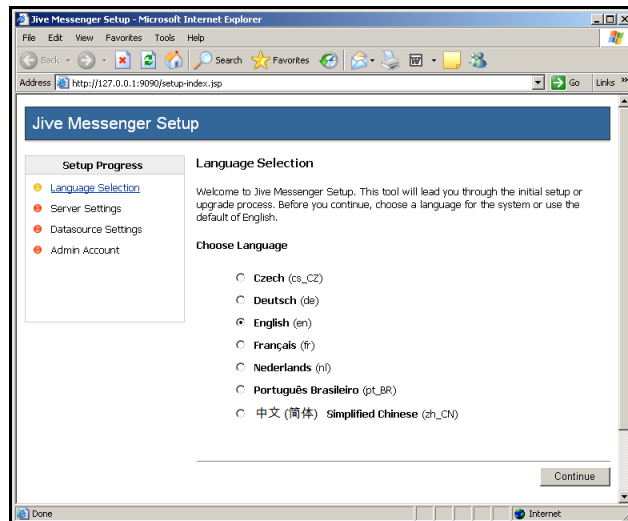 Jive Messenger Setup - Microsoft Internet Explorer
File Edit View Favorites Tools Help
Back Search Favorites
Address http://127.0.0.1:9090/setup-index.jsp Go Links »
Jive Messenger Setup
Setup Progress
Language Selection
Server Settings
Datasource Settings
Admin Account
Language Selection
Welcome to Jive Messenger Setup. This tool will lead you through the initial setup or
upgrade process. Before you continue, choose a language for the system or use the
default of English.
Choose Language
Czech (cs_CZ)
Deutsch (de)
English (en)
Français (fr)
Nederlands (nl)
Português Brasileiro (pt_BR)
中文 (简体) Simplified Chinese (zh_CN)
Continue
Done Internet